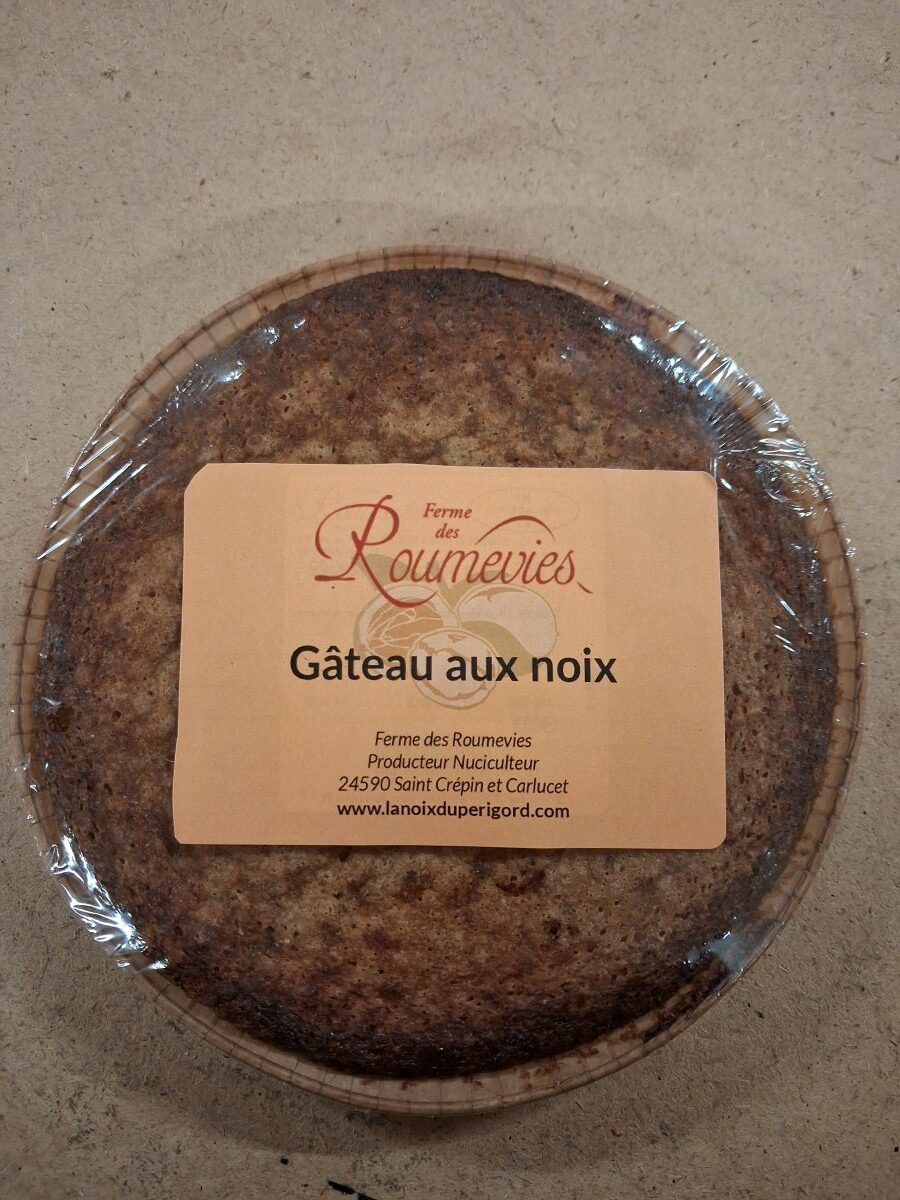 Ferme
des
Roumevies
Gâteau aux noix
Ferme des Roumevies
Producteur Nuciculteur
24590 Saint Crépin et Carlucet
www.lanoixduperigord.com